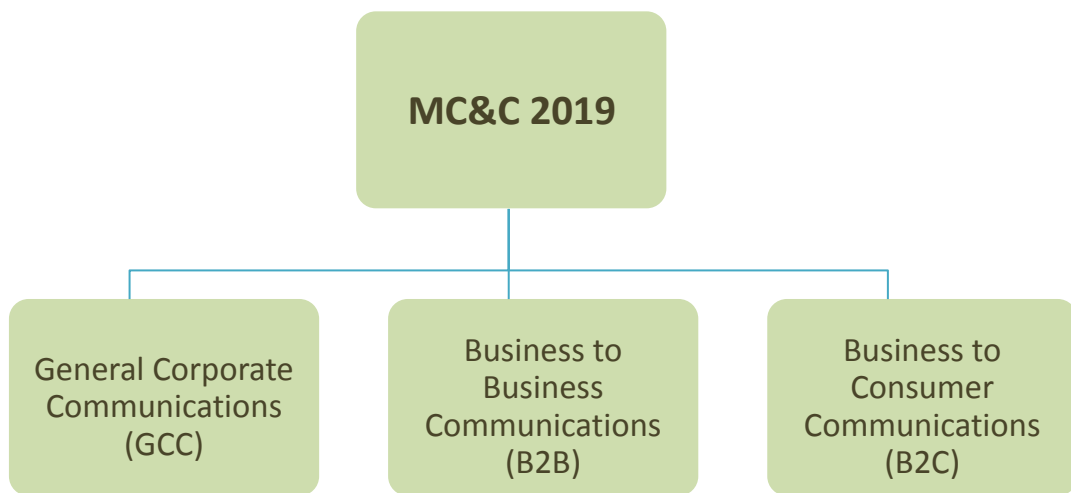 MC&C 2019
General Corporate
Communications
(GCC)
Business to
Business
Communications
(B2B)
Business to
Consumer
Communications
(B2C)